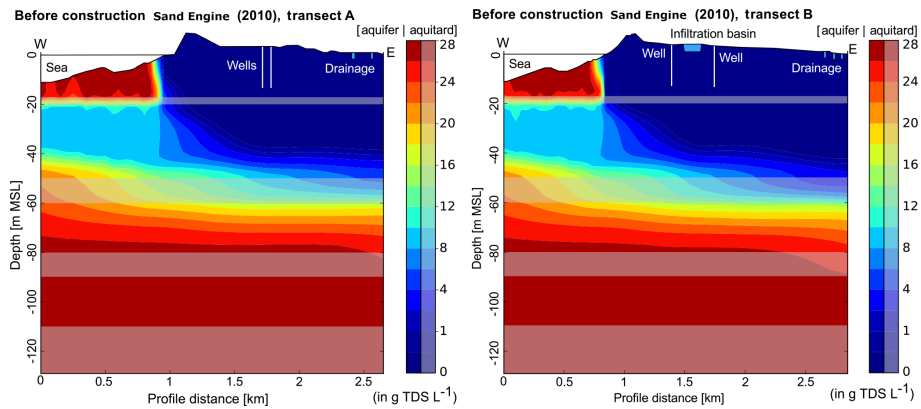 Before construction Sand Engine (2010), transect A
[aquifer | aquitard]
W
E
Sea
Wells
Drainage
0
-20
-40
-60
-80
-100
-120
Depth [m MSL]
0
0.5
1
1.5
2
2.5
Profile distance [km]
28
24
20
16
12
8
4
1
0
(in g TDS L-1)
Before construction Sand Engine (2010), transect B
[aquifer | aquitard]
Infiltration basin
W
E
Sea
Well
Well
Drainage
0
-20
-40
-60
-80
-100
-120
Depth [m MSL]
0
0.5
1
1.5
2
2.5
Profile distance [km]
28
24
20
16
12
8
4
1
0
(in g TDS L-1)